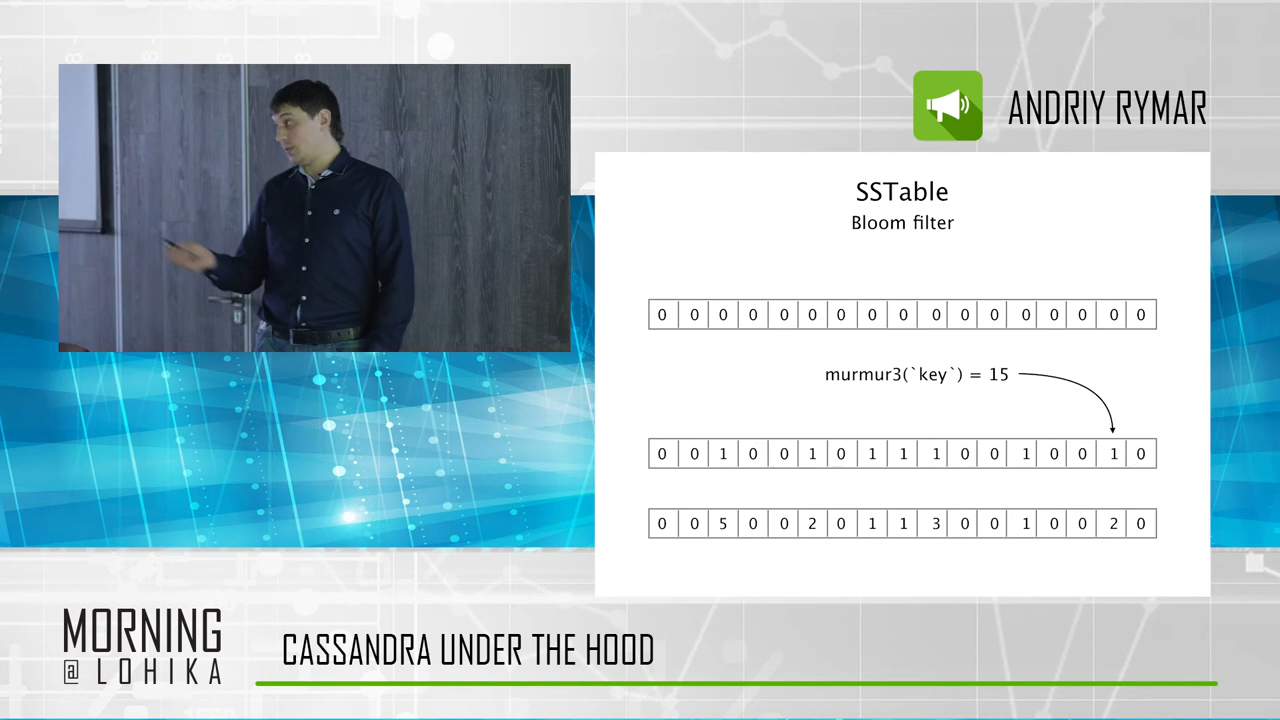 ANDRIY RYMAR
SSTable
Bloom filter
0 0 0 0 0 0 0 0 0 0 0 0 0 0 0 0 0
murmur3(`key`) = 15
0 0 1 0 0 1 0 1 1 1 0 0 1 0 0 1 0
0 0 5 0 0 2 0 1 1 3 0 0 1 0 0 2 0
MORNING
@ LOHIKA
CASSANDRA UNDER THE HOOD